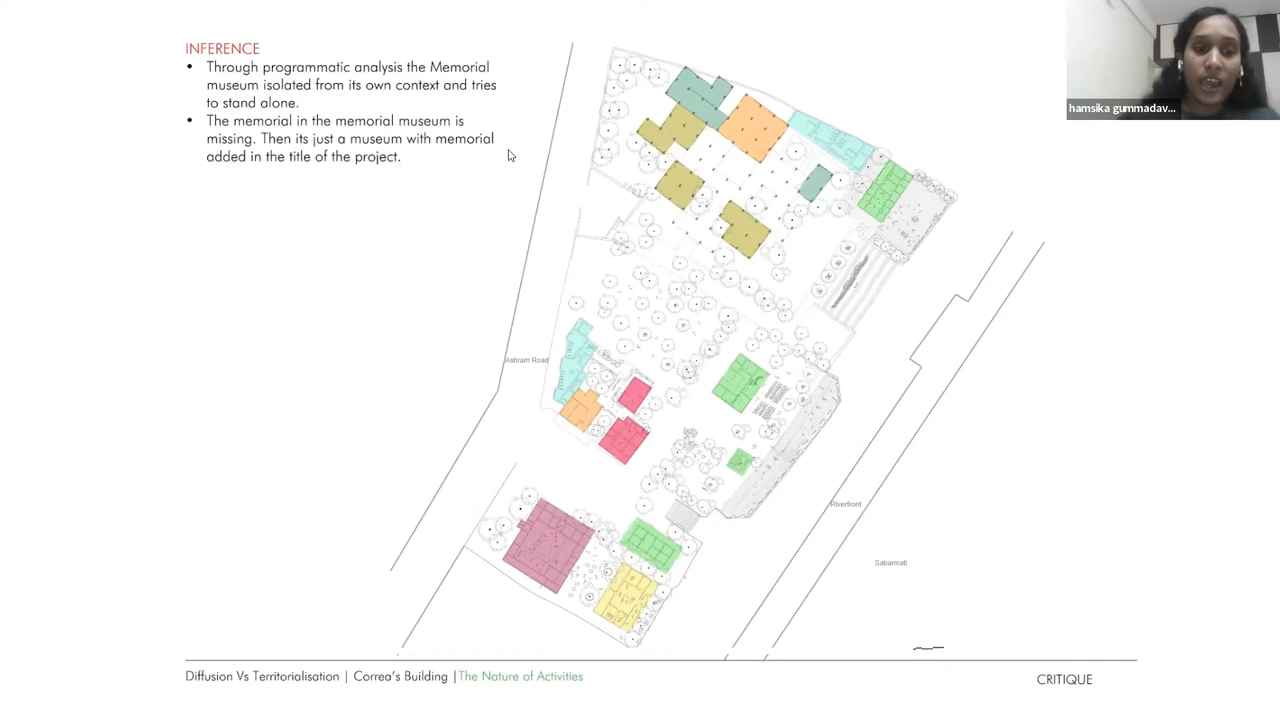 INFERENCE
• Through programmatic analysis the Memorial
museum isolated from its own context and tries
to stand alone.
• The memorial in the memorial museum is
missing. Then its just a museum with memorial
added in the title of the project.
hamsika gummadav...
Ashram Road
Riverfront
Sabarmati
Diffusion Vs Territorialisation | Correa's Building |The Nature of Activities
CRITIQUE